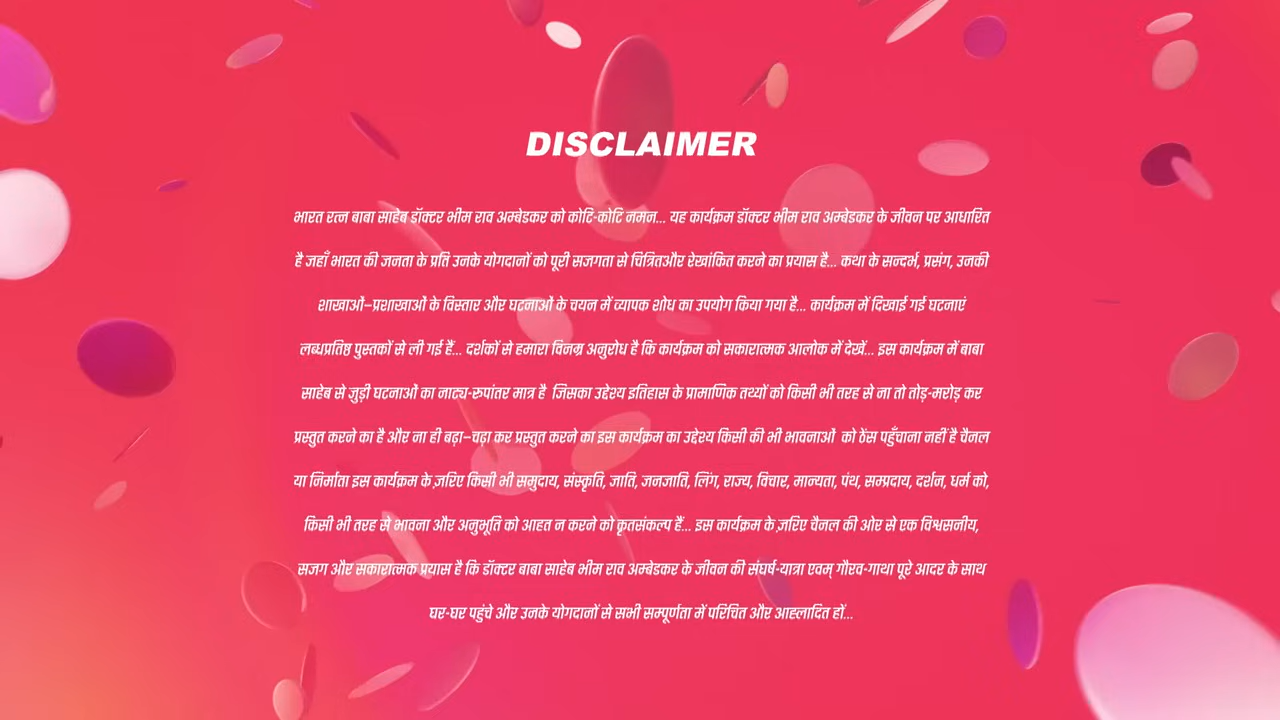 DISCLAIMER
भारत रत्न बाबा साहेब डॉक्टर भीम राव अम्बेडकर को कोटि-कोटि नमन... यह कार्यक्रम डॉक्टर भीम राव अम्बेडकर के जीवन पर आधारित
है जहाँ भारत की जनता के प्रति उनके योगदानों को पूरी सजगता से चित्रितऔर रेखांकित करने का प्रयास है... कथा के सन्दर्भ, प्रसंग, उनकी
शाखाओं–प्रशाखाओं के विस्तार और घटनाओं के चयन में व्यापक शोध का उपयोग किया गया है... कार्यक्रम में दिखाई गई घटनाएं
लब्धप्रतिष्ठ पुस्तकों से ली गई हैं... दर्शकों से हमारा विनम्र अनुरोध है कि कार्यक्रम को सकारात्मक आलोक में देखें... इस कार्यक्रम में बाबा
साहेब से जुड़ी घटनाओं का नाट्य-रुपांतर मात्र है जिसका उद्देश्य इतिहास के प्रामाणिक तथ्यों को किसी भी तरह से ना तो तोड़-मरोड़ कर
प्रस्तुत करने का है और ना ही बढ़ा–चढ़ा कर प्रस्तुत करने का इस कार्यक्रम का उद्देश्य किसी की भी भावनाओं को ठेंस पहुँचाना नहीं है चैनल
या निर्माता इस कार्यक्रम के ज़रिए किसी भी समुदाय, संस्कृति, जाति, जनजाति, लिंग, राज्य, विचार, मान्यता, पंथ, सम्प्रदाय, दर्शन, धर्म को,
किसी भी तरह से भावना और अनुभूति को आहत न करने को कृतसंकल्प हैं... इस कार्यक्रम के ज़रिए चैनल की ओर से एक विश्वसनीय,
सजग और सकारात्मक प्रयास है कि डॉक्टर बाबा साहेब भीम राव अम्बेडकर के जीवन की संघर्ष-यात्रा एवम् गौरव-गाथा पूरे आदर के साथ
घर-घर पहुंचे और उनके योगदानों से सभी सम्पूर्णता में परिचित और आह्लादित हों...